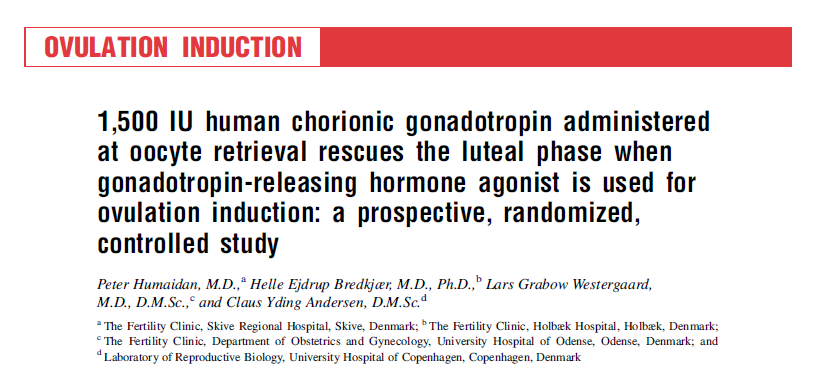 OVULATION INDUCTION
1,500 IU human chorionic gonadotropin administered
at oocyte retrieval rescues the luteal phase when
gonadotropin-releasing hormone agonist is used for
ovulation induction: a prospective, randomized,
controlled study
Peter Humaidan, M.D.,a Helle Ejdrup Bredkjær, M.D., Ph.D.,b Lars Grabow Westergaard,
M.D., D.M.Sc.,c and Claus Yding Andersen, D.M.Sc.d
a The Fertility Clinic, Skive Regional Hospital, Skive, Denmark; b The Fertility Clinic, Holbæk Hospital, Holbæk, Denmark;
c The Fertility Clinic, Department of Obstetrics and Gynecology, University Hospital of Odense, Odense, Denmark; and
d Laboratory of Reproductive Biology, University Hospital of Copenhagen, Copenhagen, Denmark